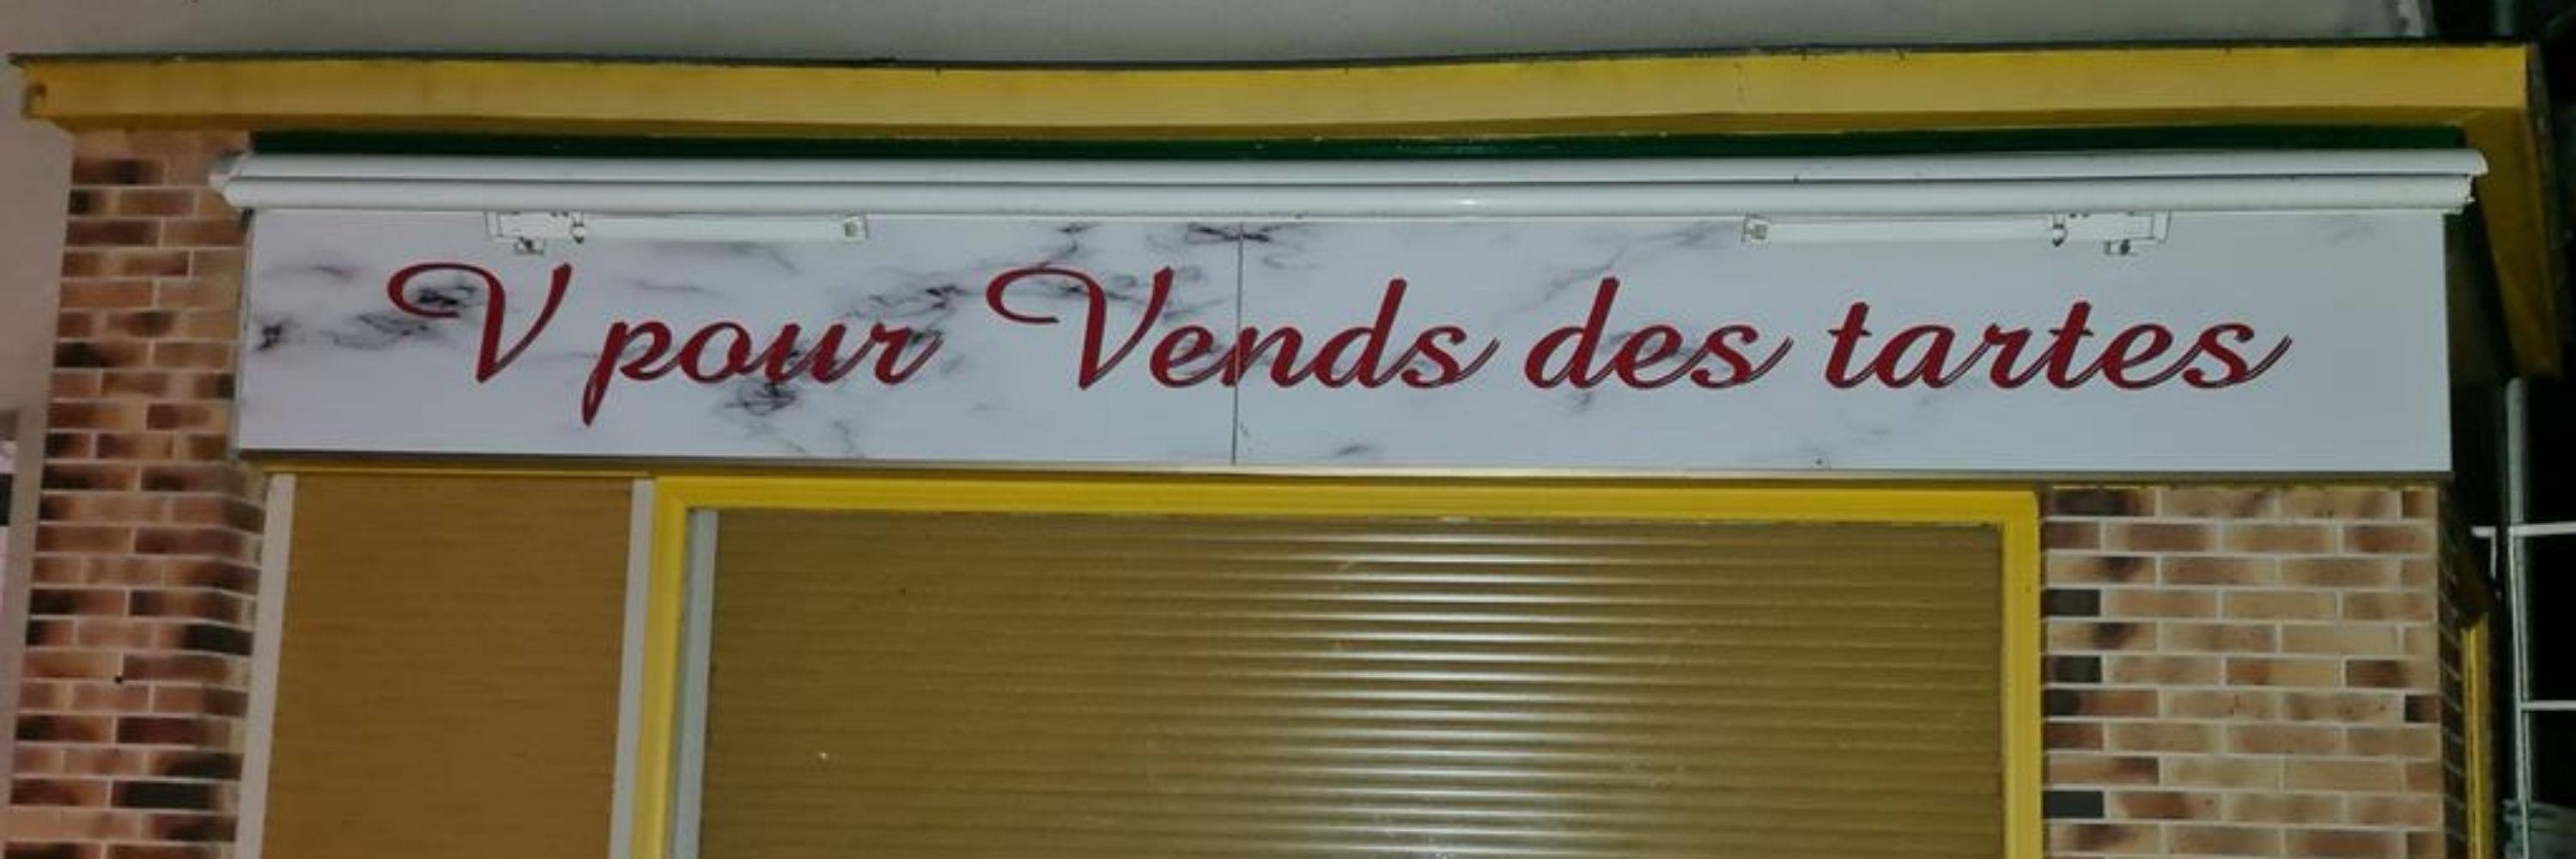 V pour Vends des tartes